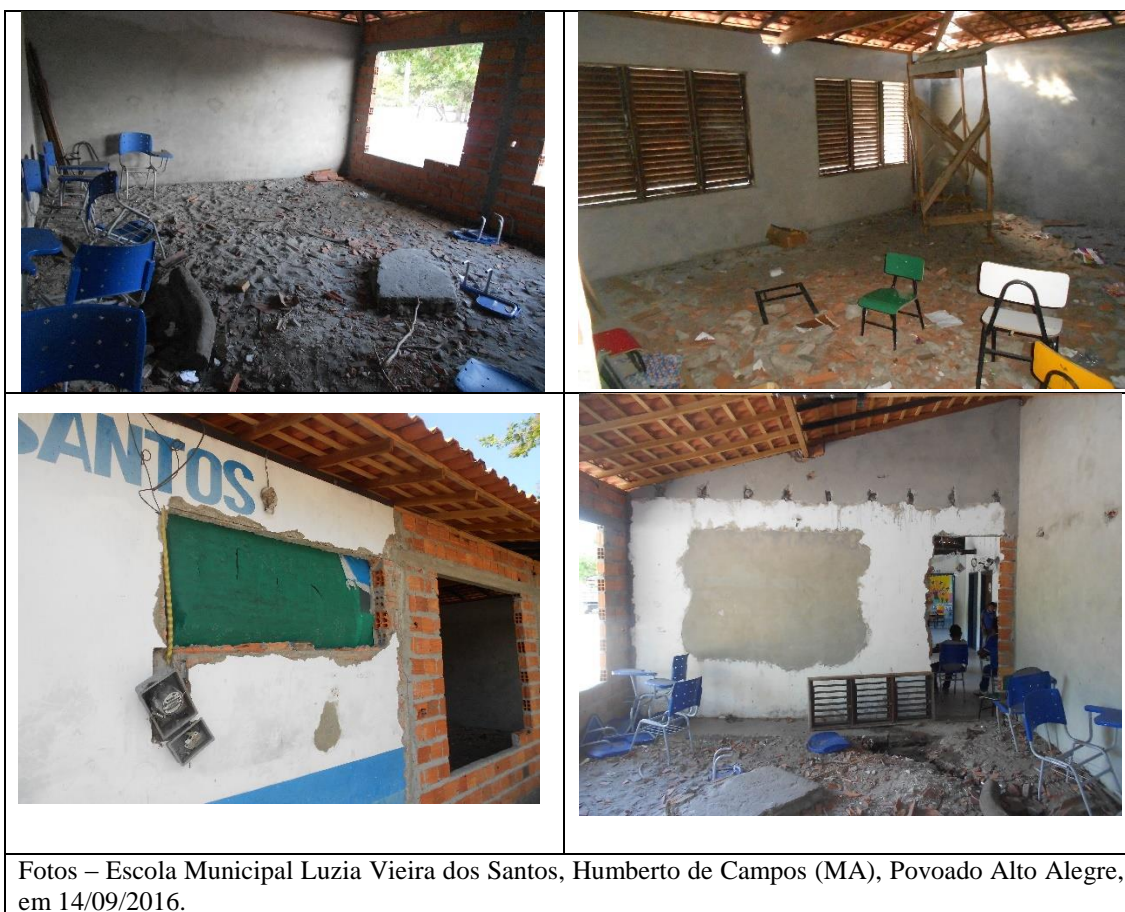 SANTOS
Fotos – Escola Municipal Luzia Vieira dos Santos, Humberto de Campos (MA), Povoado Alto Alegre,
em 14/09/2016.